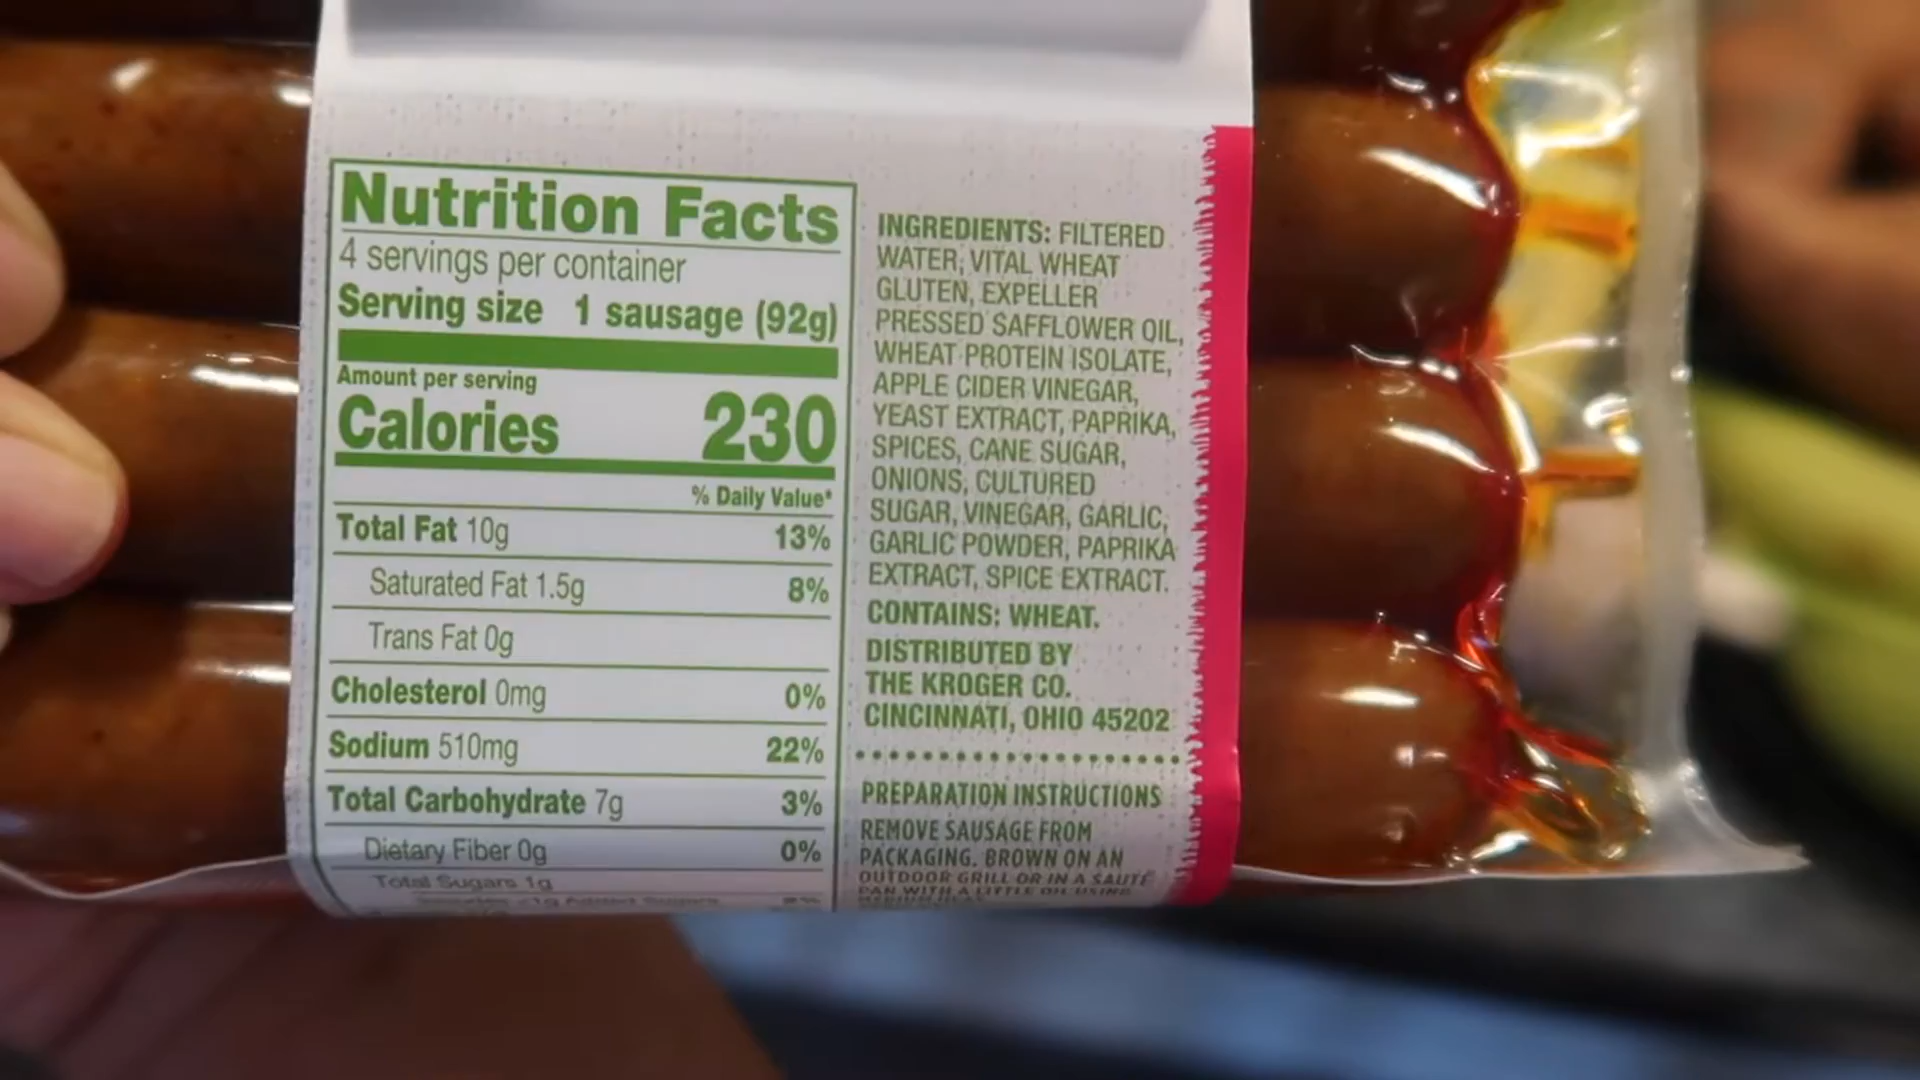 Nutrition Facts
4 servings per container
Serving size 1 sausage (92g)
Amount per serving
Calories 230
% Daily Value*
Total Fat 10g 13%
Saturated Fat 1.5g 8%
Trans Fat 0g
Cholesterol 0mg 0%
Sodium 510mg 22%
Total Carbohydrate 7g 3%
Dietary Fiber 0g 0%
Total Sugars 1g
INGREDIENTS: FILTERED
WATER, VITAL WHEAT
GLUTEN, EXPELLER
PRESSED SAFFLOWER OIL,
WHEAT PROTEIN ISOLATE,
APPLE CIDER VINEGAR,
YEAST EXTRACT, PAPRIKA,
SPICES, CANE SUGAR,
ONIONS, CULTURED
SUGAR, VINEGAR, GARLIC,
GARLIC POWDER, PAPRIKA
EXTRACT, SPICE EXTRACT.
CONTAINS: WHEAT.
DISTRIBUTED BY
THE KROGER CO.
CINCINNATI, OHIO 45202
PREPARATION INSTRUCTIONS
REMOVE SAUSAGE FROM
PACKAGING. BROWN ON AN
OUTDOOR GRILL OR IN A SAUTÉ
PAN WITH A LITTLE OIL USING